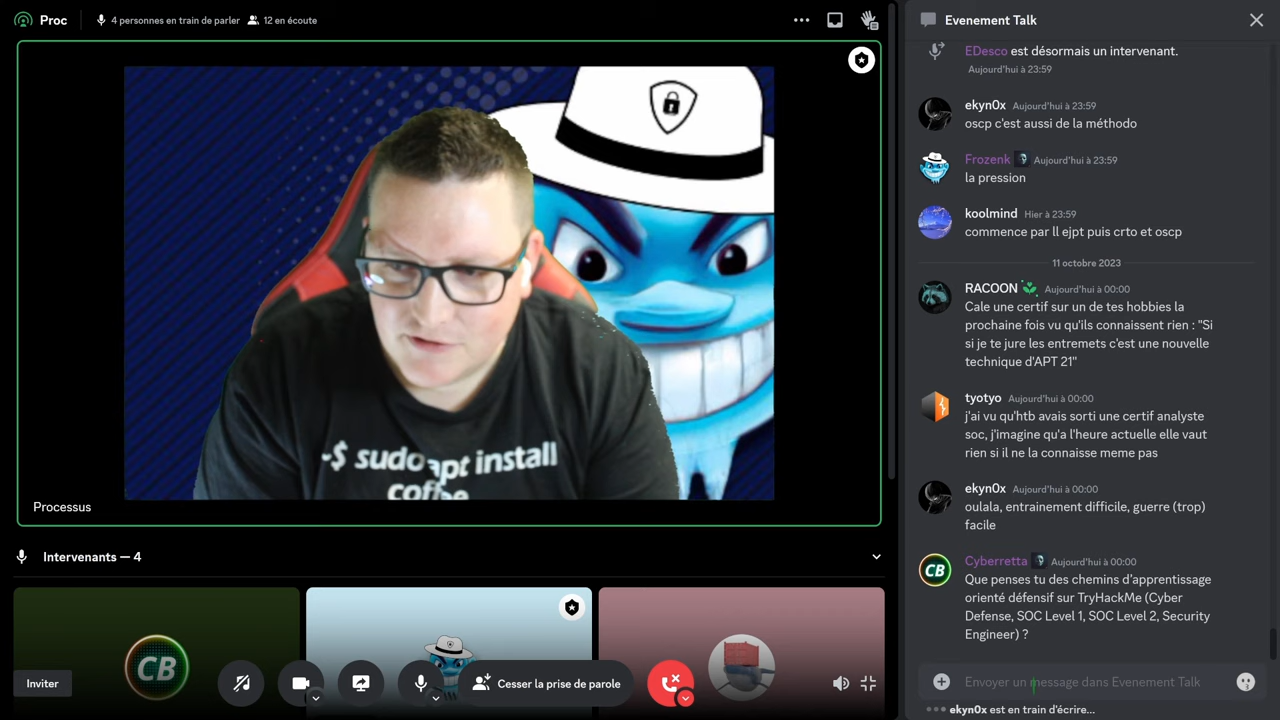 Proc
4 personnes en train de parler
12 en écoute
Evenement Talk
EDesco est désormais un intervenant.
Aujourd'hui à 23:59
ekyn0x Aujourd'hui à 23:59
oscp c'est aussi de la méthodo
Frozenk Aujourd'hui à 23:59
la pression
koolmind Hier à 23:59
commence par ll ejpt puis crto et oscp
11 octobre 2023
RACOON Aujourd'hui à 00:00
Cale une certif sur un de tes hobbies la
prochaine fois vu qu'ils connaissent rien : "Si
si je te jure les entremets c'est une nouvelle
technique d'APT 21"
tyotyo Aujourd'hui à 00:00
j'ai vu qu'htb avais sorti une certif analyste
soc, j'imagine qu'a l'heure actuelle elle vaut
rien si il ne la connaisse meme pas
ekyn0x Aujourd'hui à 00:00
oulala, entrainement difficile, guerre (trop)
facile
Cyberretta Aujourd'hui à 00:00
Que penses tu des chemins d'apprentissage
orienté défensif sur TryHackMe (Cyber
Defense, SOC Level 1, SOC Level 2, Security
Engineer) ?
Envoyer un message dans Evenement Talk
ekyn0x est en train d'écrire...
~$ sudo apt install
coffee
Processus
Intervenants — 4
CB
CB
Inviter
Cesser la prise de parole